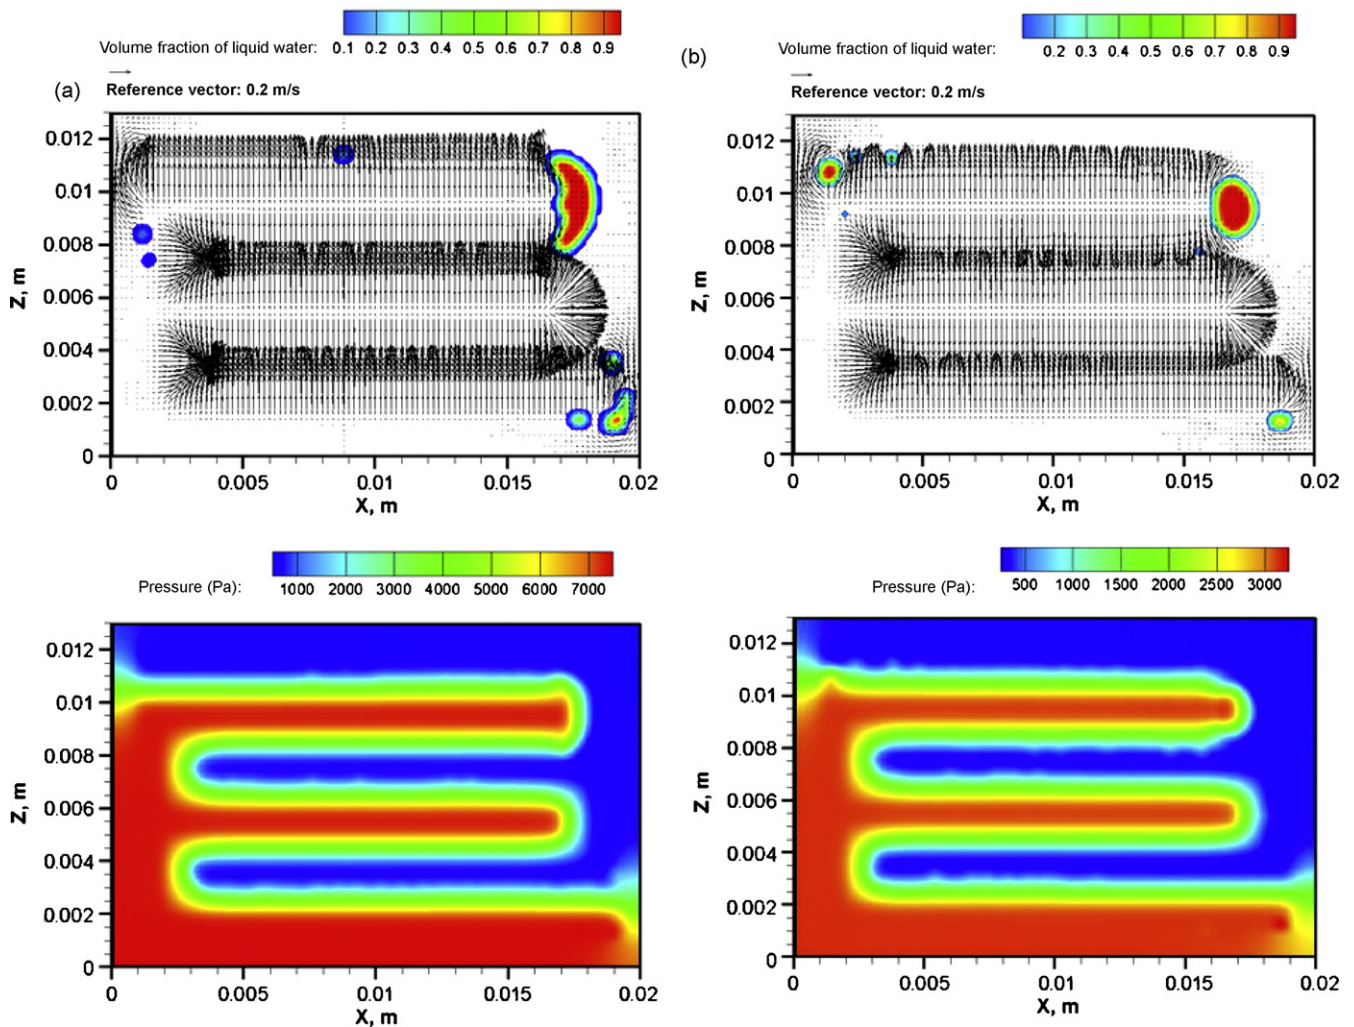 Volume fraction of liquid water: 0.1 0.2 0.3 0.4 0.5 0.6 0.7 0.8 0.9
(a) Reference vector: 0.2 m/s
0.012
0.01
0.008
0.006
0.004
0.002
0
Z, m
0 0.005 0.01 0.015 0.02
X, m
(b)
Volume fraction of liquid water: 0.2 0.3 0.4 0.5 0.6 0.7 0.8 0.9
Reference vector: 0.2 m/s
0.012
0.01
0.008
0.006
0.004
0.002
0
Z, m
0 0.005 0.01 0.015 0.02
X, m
Pressure (Pa): 1000 2000 3000 4000 5000 6000 7000
0.012
0.01
0.008
0.006
0.004
0.002
0
Z, m
0 0.005 0.01 0.015 0.02
X, m
Pressure (Pa): 500 1000 1500 2000 2500 3000
0.012
0.01
0.008
0.006
0.004
0.002
0
Z, m
0 0.005 0.01 0.015 0.02
X, m